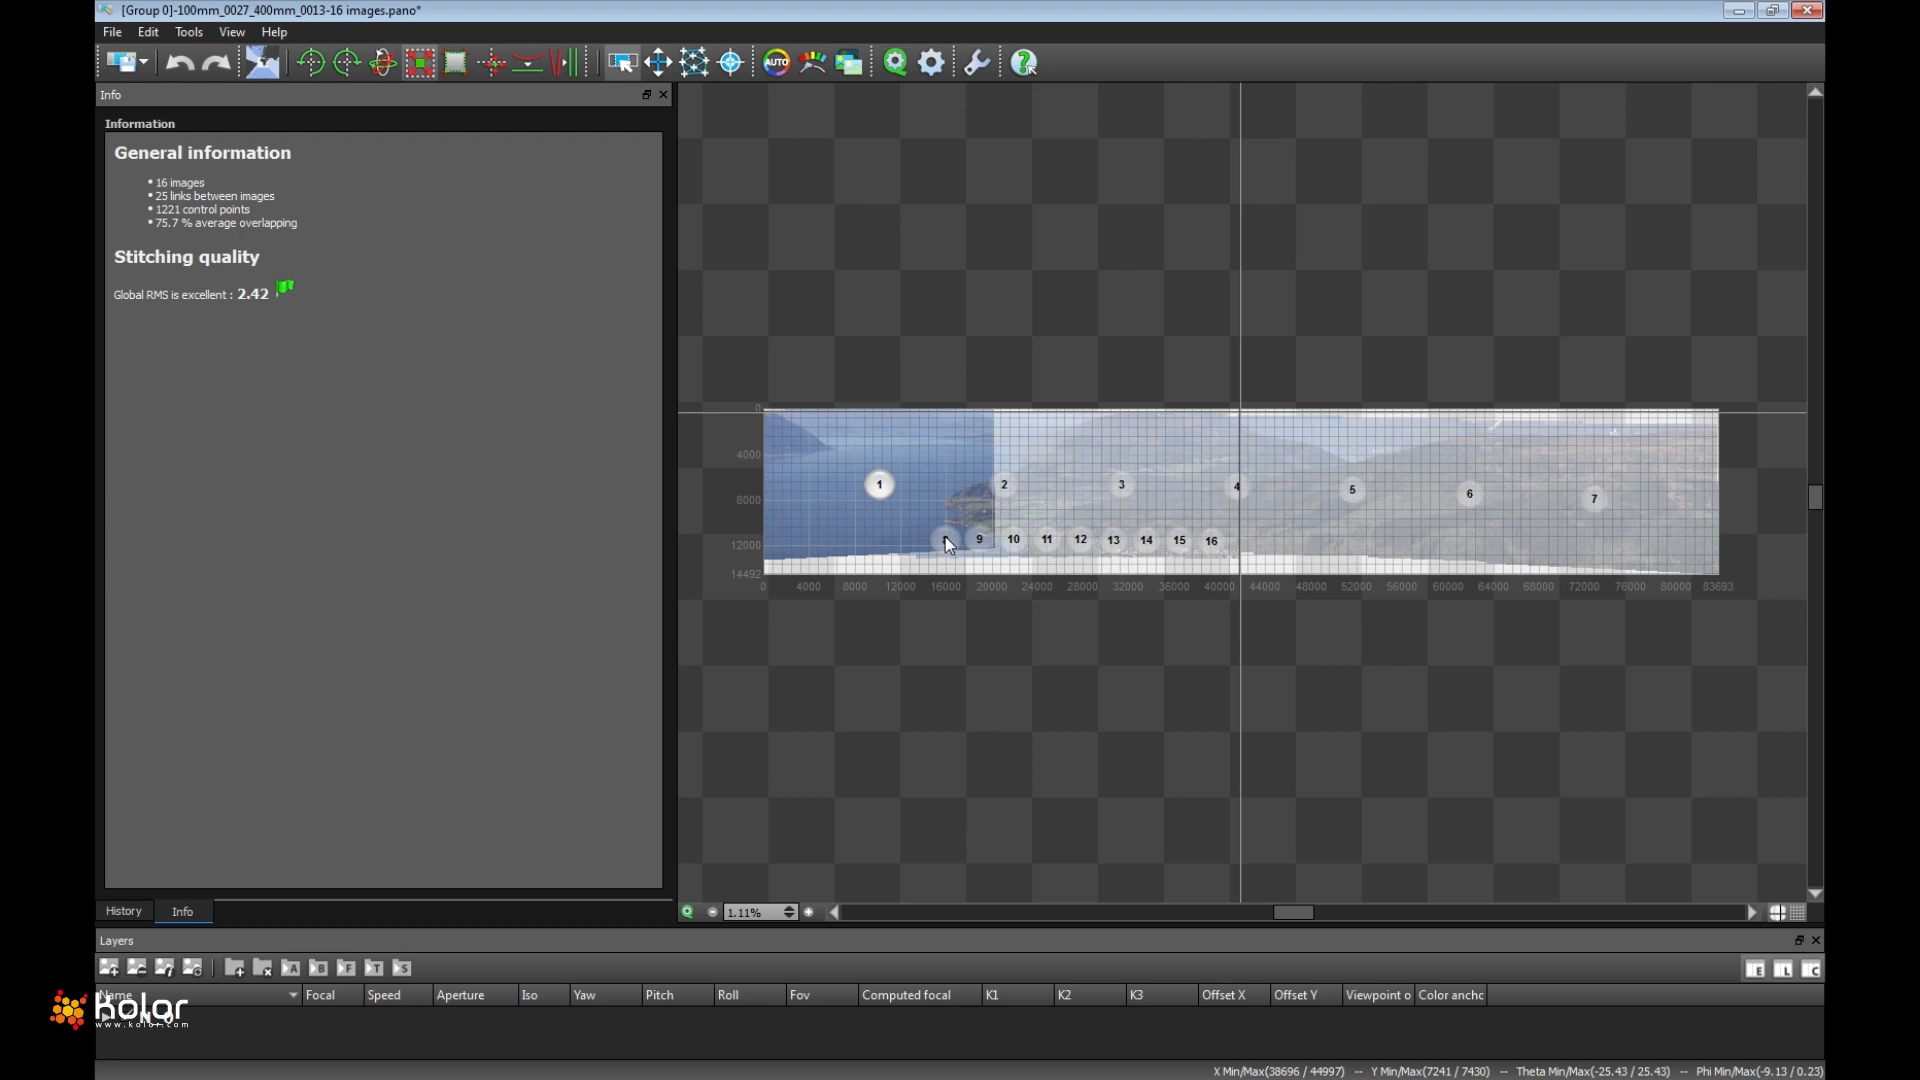 [Group 0]-100mm_0027_400mm_0013-16 images.pano*
File Edit Tools View Help
AUTO
Info
Information
General information
• 16 images
• 25 links between images
• 1221 control points
• 75.7 % average overlapping
Stitching quality
Global RMS is excellent : 2.42
0
4000
8000
12000
14492
1 2 3 4 5 6 7
8 9 10 11 12 13 14 15 16
0 4000 8000 12000 16000 20000 24000 28000 32000 36000 40000 44000 48000 52000 56000 60000 64000 68000 72000 76000 80000 83693
History Info
1.11%
Layers
A B F T S
E L C
Name Focal Speed Aperture Iso Yaw Pitch Roll Fov Computed focal K1 K2 K3 Offset X Offset Y Viewpoint o Color anchc
kolor
www.kolor.com
X Min/Max(38696 / 44997) -- Y Min/Max(7241 / 7430) -- Theta Min/Max(-25.43 / 25.43) -- Phi Min/Max(-9.13 / 0.23)